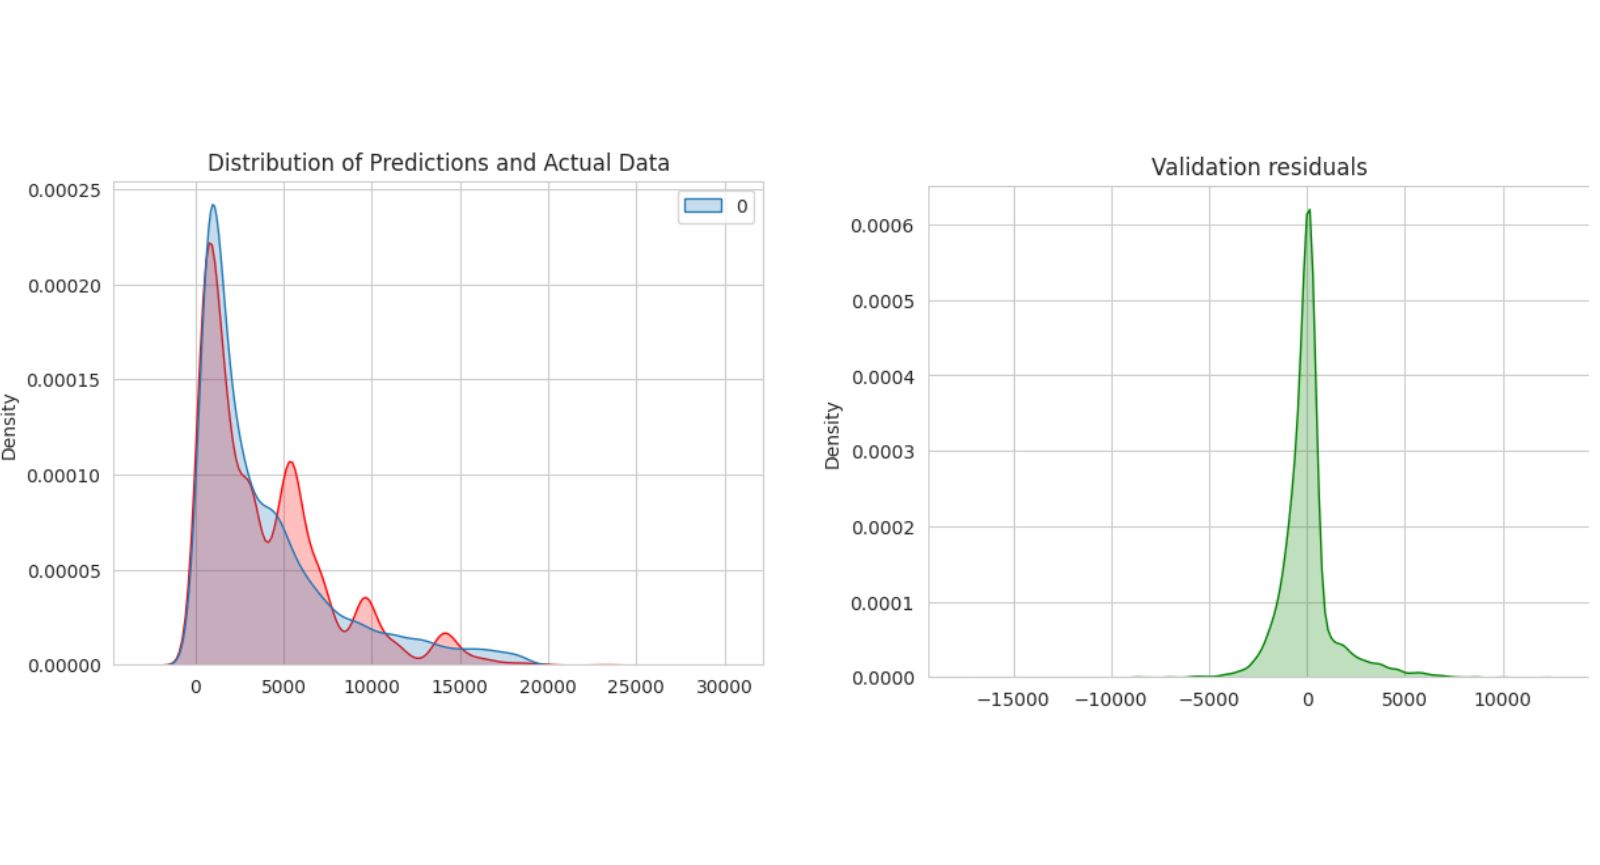 Distribution of Predictions and Actual Data
0.00025
0.00020
0.00015
0.00010
0.00005
0.00000
Density
0
0 5000 10000 15000 20000 25000 30000
Validation residuals
0.0006
0.0005
0.0004
0.0003
0.0002
0.0001
0.0000
Density
−15000 −10000 −5000 0 5000 10000